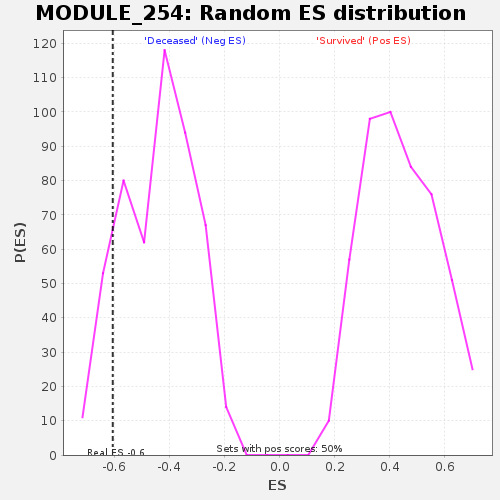 MODULE_254: Random ES distribution
'Deceased' (Neg ES) 'Survived' (Pos ES)
120
110
100
90
80
70
60
50
40
30
20
10
0
P(ES)
Real ES -0.6
Sets with pos scores: 50%
-0.6 -0.4 -0.2 0.0 0.2 0.4 0.6
ES